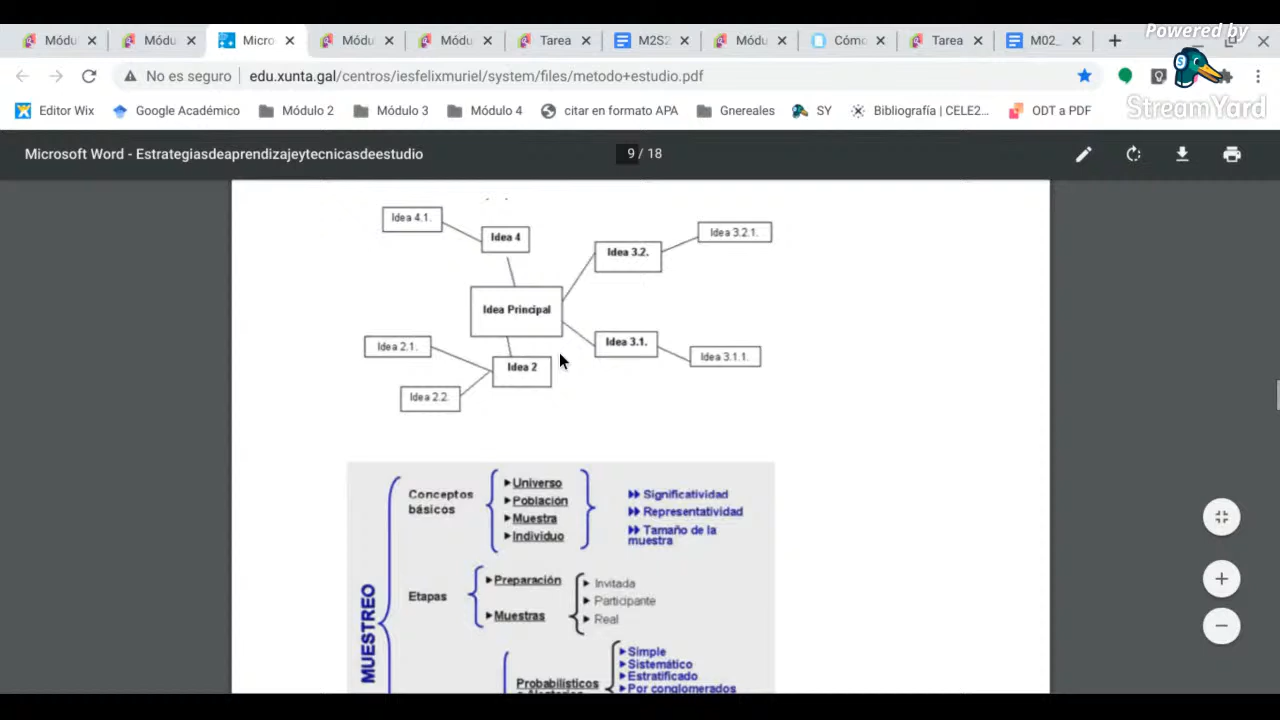 Powered by
StreamYard
Módu
Módu
Micro
Módu
Módu
Tarea
M2S2
Módu
Cómo
Tarea
M02_
No es seguro
edu.xunta.gal/centros/iesfelixmuriel/system/files/metodo+estudio.pdf
Editor Wix
Google Académico
Módulo 2
Módulo 3
Módulo 4
citar en formato APA
Gnereales
SY
Bibliografía | CELE2...
ODT a PDF
Microsoft Word - Estrategiasdeaprendizajeytecnicasdeestudio
9 / 18
Idea 4.1.
Idea 4
Idea 3.2.
Idea 3.2.1.
Idea Principal
Idea 2.1.
Idea 2
Idea 3.1.
Idea 3.1.1.
Idea 2.2.
MUESTREO
Conceptos
básicos
Universo
Población
Muestra
Individuo
Significatividad
Representatividad
Tamaño de la
muestra
Etapas
Preparación
Muestras
Invitada
Participante
Real
Probabilísticos
Simple
Sistemático
Estratificado
Por conglomerados